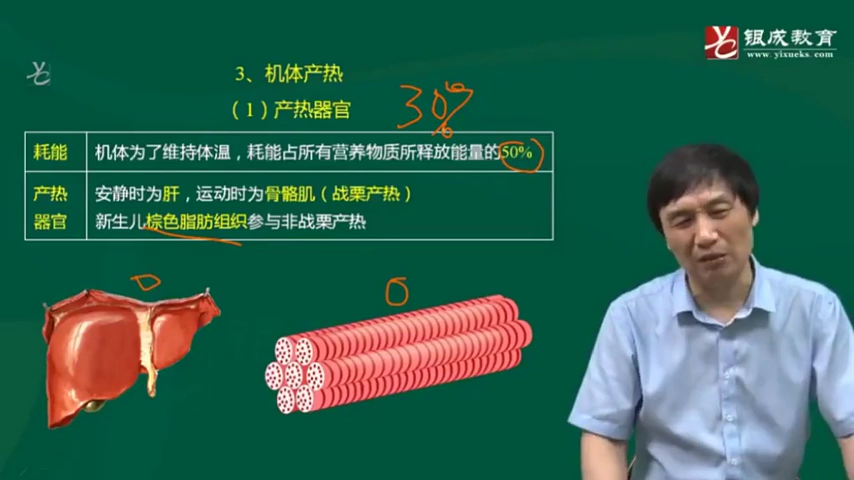 银成教育
www.yixueks.com
3、机体产热
（1）产热器官
30%
耗能
机体为了维持体温，耗能占所有营养物质所释放能量的50%
产热
器官
安静时为肝，运动时为骨骼肌（战栗产热）
新生儿棕色脂肪组织参与非战栗产热